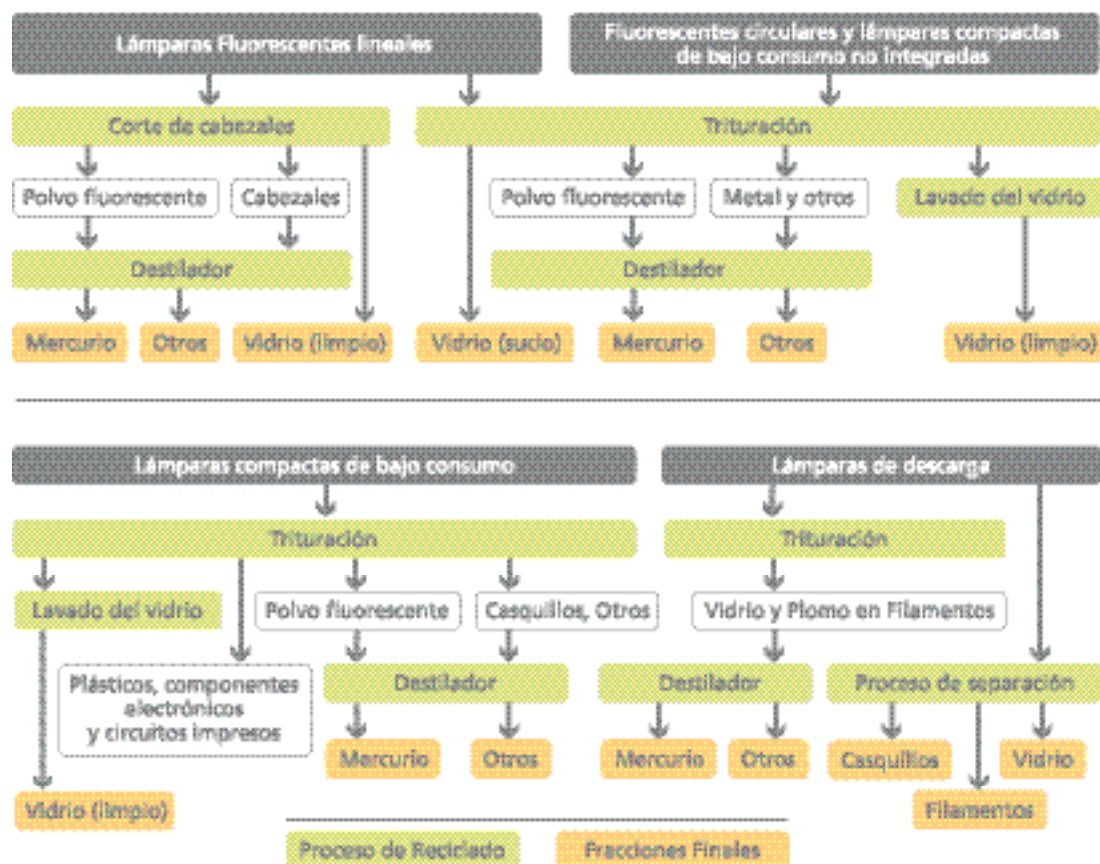 Lámparas Fluorescentes lineales
Fluorescentes circulares y lámparas compactas
de bajo consumo no integradas
Corte de cabezales
Trituración
Polvo fluorescente
Cabezales
Polvo fluorescente
Metal y otros
Lavado del vidrio
Destilador
Destilador
Mercurio
Otros
Vidrio (limpio)
Vidrio (sucio)
Mercurio
Otros
Vidrio (limpio)
Lámparas compactas de bajo consumo
Lámparas de descarga
Trituración
Trituración
Lavado del vidrio
Polvo fluorescente
Casquillos, Otros
Vidrio y Plomo en Filamentos
Plásticos, componentes
electrónicos
y circuitos impresos
Destilador
Destilador
Proceso de separación
Mercurio
Otros
Mercurio
Otros
Casquillos
Vidrio
Vidrio (limpio)
Filamentos
Proceso de Reciclado
Fracciones Finales